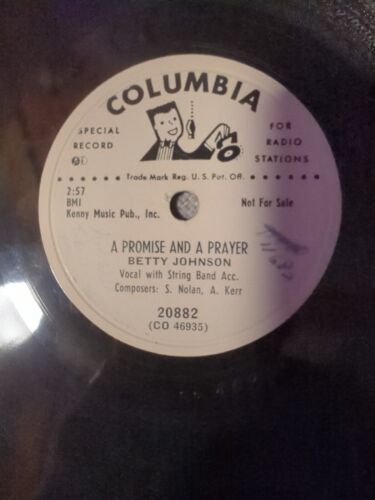 COLUMBIA
SPECIAL
RECORD
FOR
RADIO
STATIONS
Trade Mark Reg. U. S. Pat. Off.
2:57
BMI
Kenny Music Pub., Inc.
Not For Sale
A PROMISE AND A PRAYER
BETTY JOHNSON
Vocal with String Band Acc.
Composers: S. Nolan, A. Kerr
20882
(CO 46935)